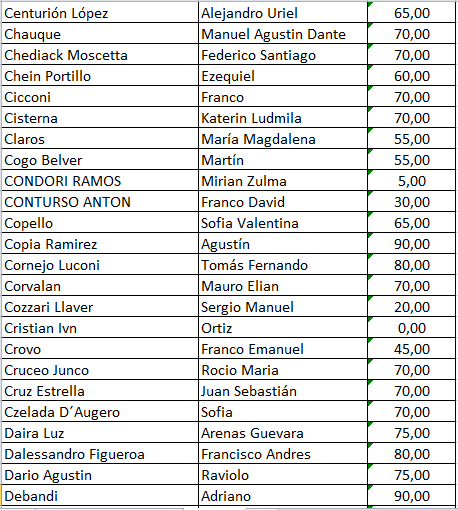 Centurión López Alejandro Uriel 65,00
Chauque Manuel Agustin Dante 70,00
Chediack Moscetta Federico Santiago 70,00
Chein Portillo Ezequiel 60,00
Cicconi Franco 70,00
Cisterna Katerin Ludmila 70,00
Claros María Magdalena 55,00
Cogo Belver Martín 55,00
CONDORI RAMOS Mirian Zulma 5,00
CONTURSO ANTON Franco David 30,00
Copello Sofia Valentina 65,00
Copia Ramirez Agustín 90,00
Cornejo Luconi Tomás Fernando 80,00
Corvalan Mauro Elian 70,00
Cozzari Llaver Sergio Manuel 20,00
Cristian Ivn Ortiz 0,00
Crovo Franco Emanuel 45,00
Cruceo Junco Rocio Maria 70,00
Cruz Estrella Juan Sebastián 70,00
Czelada D´Augero Sofia 70,00
Daira Luz Arenas Guevara 75,00
Dalessandro Figueroa Francisco Andres 80,00
Dario Agustin Raviolo 75,00
Debandi Adriano 90,00